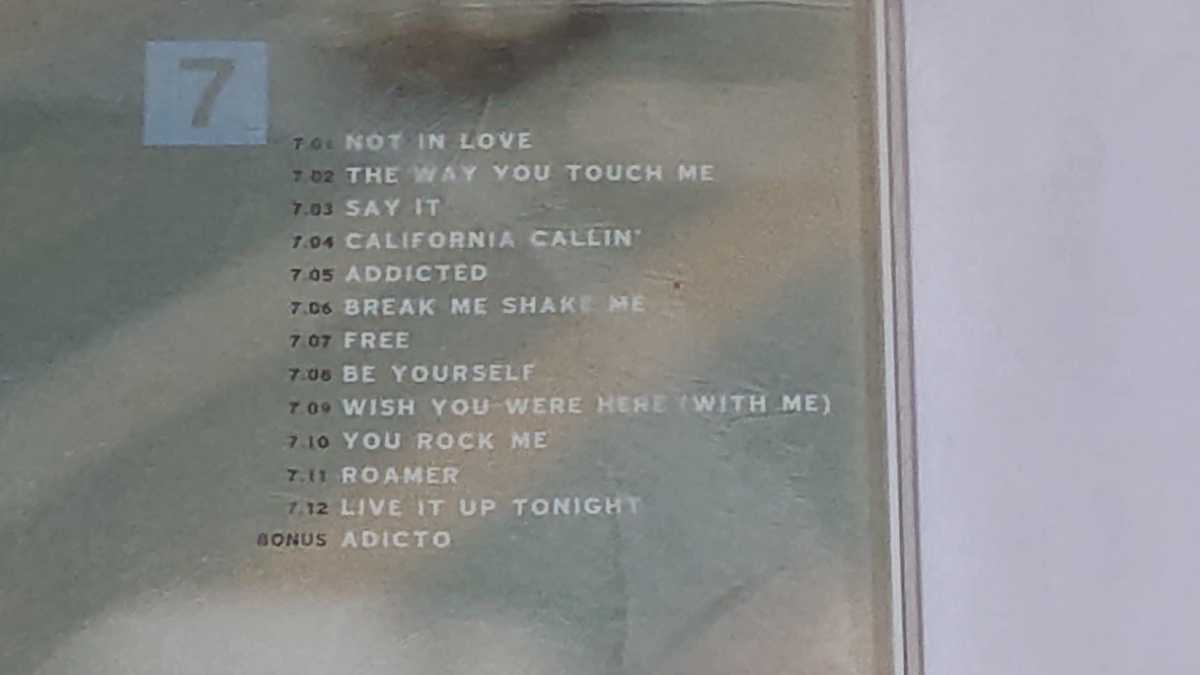 7
7.01 NOT IN LOVE
7.02 THE WAY YOU TOUCH ME
7.03 SAY IT
7.04 CALIFORNIA CALLIN'
7.05 ADDICTED
7.06 BREAK ME SHAKE ME
7.07 FREE
7.08 BE YOURSELF
7.09 WISH YOU WERE HERE (WITH ME)
7.10 YOU ROCK ME
7.11 ROAMER
7.12 LIVE IT UP TONIGHT
BONUS ADICTO